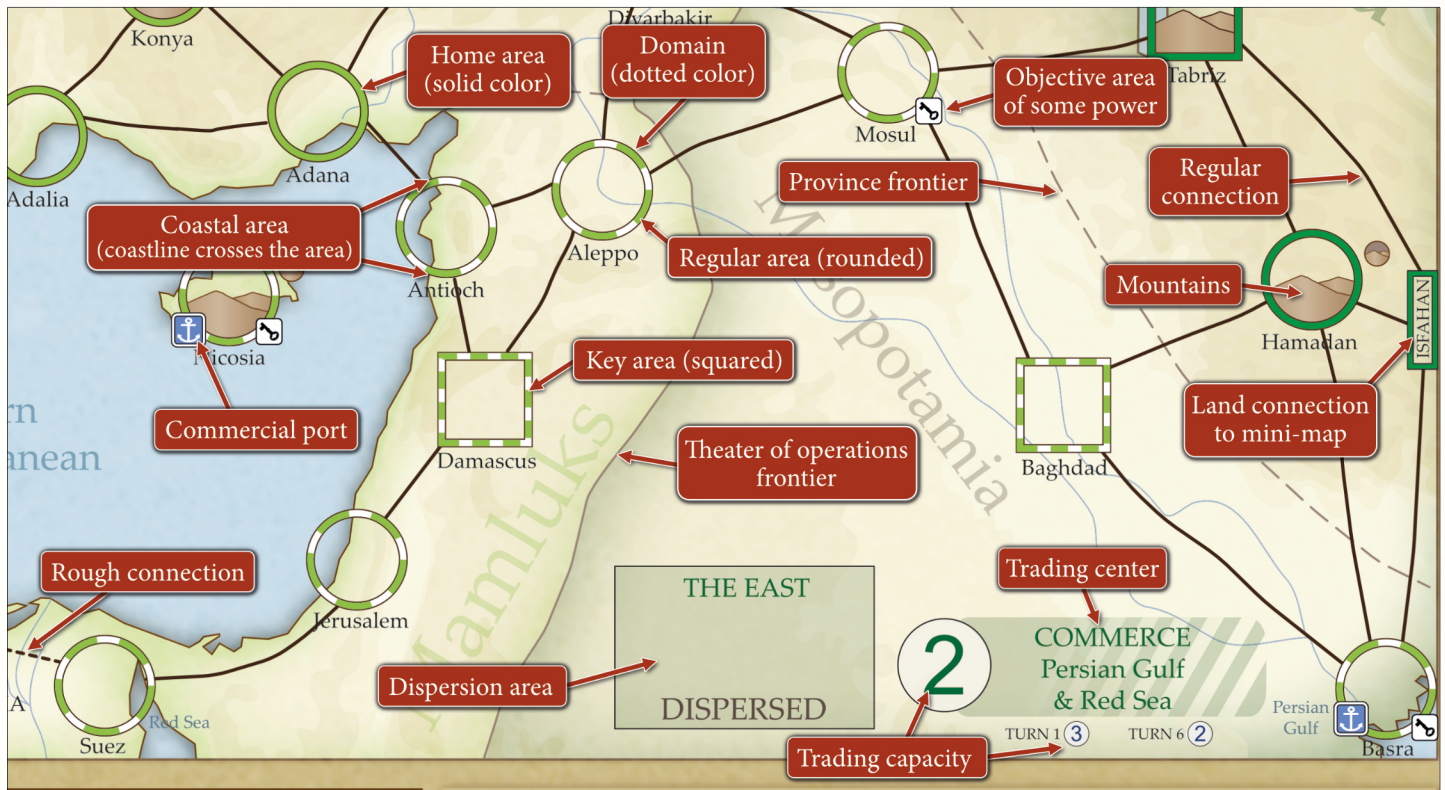 Diyarbakir
Konya
Home area
(solid color)
Domain
(dotted color)
Tabriz
Objective area
of some power
Mosul
Adana
Adalia
Regular
connection
Province frontier
Coastal area
(coastline crosses the area)
Aleppo
Regular area (rounded)
Antioch
Mountains
Mesopotamia
ISFAHAN
Hamadan
Nicosia
Key area (squared)
Commercial port
rn
anean
Land connection
to mini-map
Damascus
Baghdad
Theater of operations
frontier
Mamluks
Rough connection
Trading center
THE EAST
Jerusalem
2
COMMERCE
Persian Gulf
& Red Sea
Dispersion area
DISPERSED
A
Red Sea
Persian
Gulf
TURN 1 3
TURN 6 2
Suez
Trading capacity
Basra